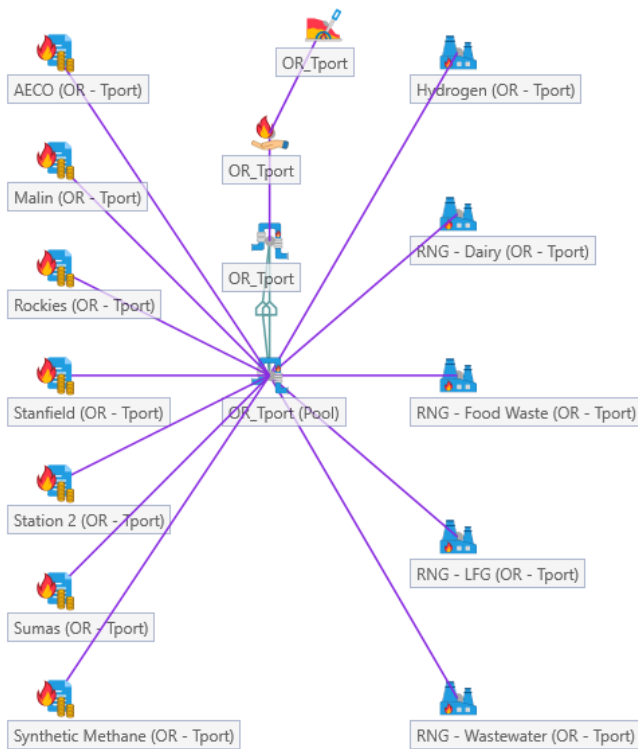 OR_Tport
AECO (OR - Tport)
Hydrogen (OR - Tport)
OR_Tport
Malin (OR - Tport)
RNG - Dairy (OR - Tport)
OR_Tport
Rockies (OR - Tport)
Stanfield (OR - Tport)
OR_Tport (Pool)
RNG - Food Waste (OR - Tport)
Station 2 (OR - Tport)
RNG - LFG (OR - Tport)
Sumas (OR - Tport)
Synthetic Methane (OR - Tport)
RNG - Wastewater (OR - Tport)